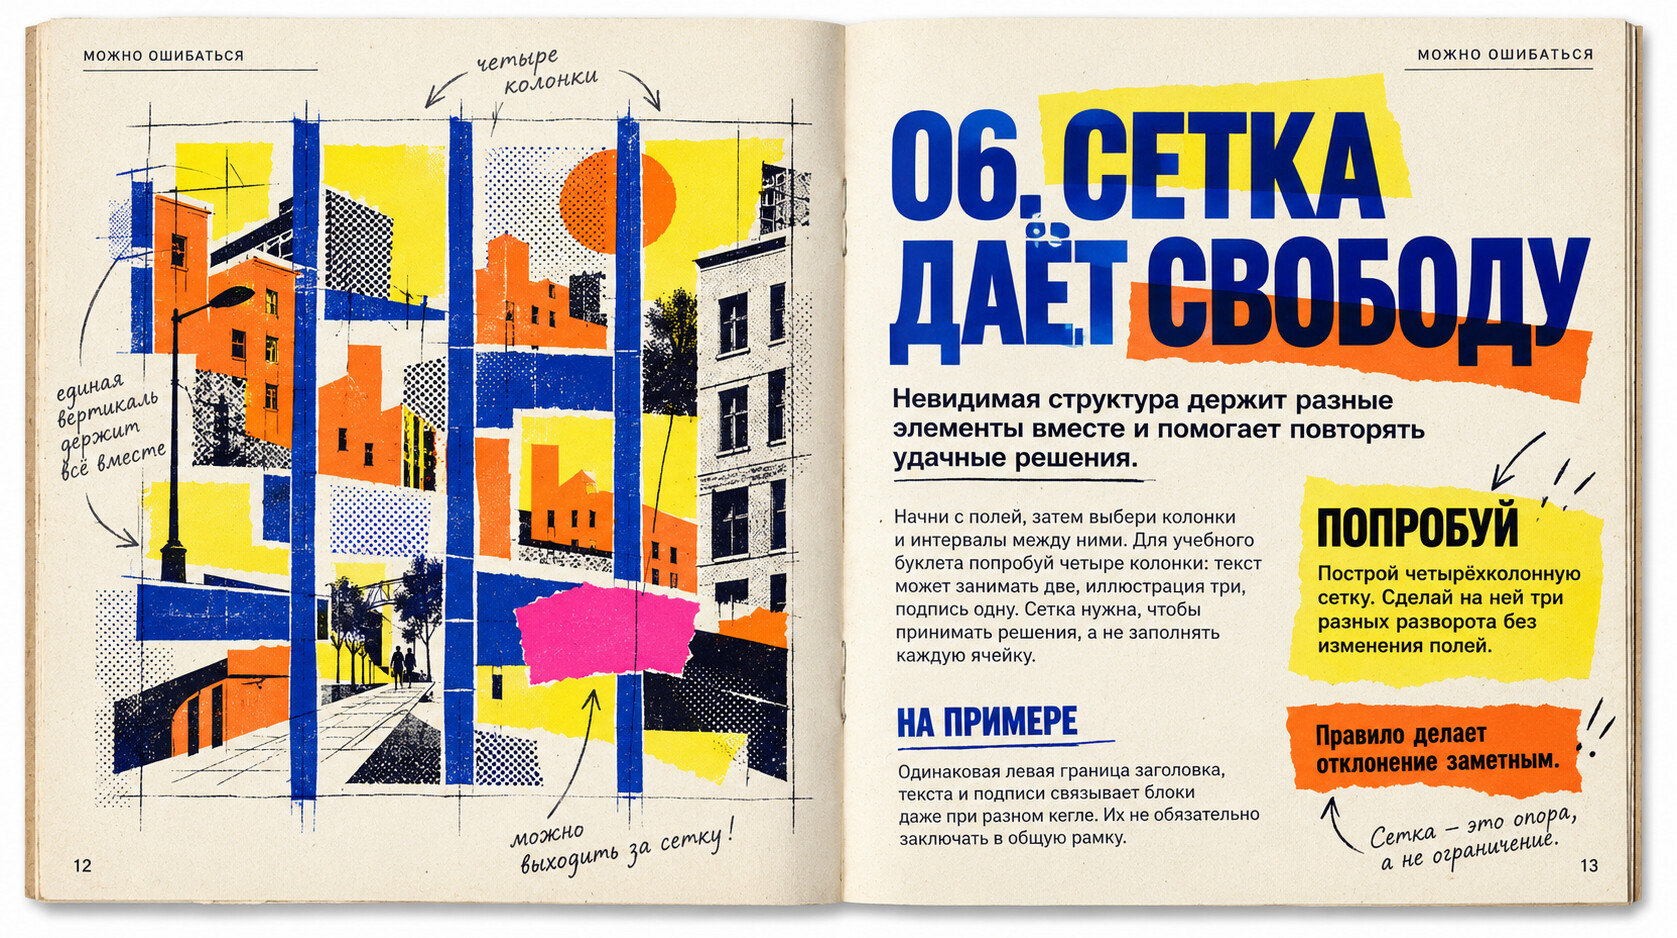 МОЖНО ОШИБАТЬСЯ
четыре
колонки
единая
вертикаль
держит
всё вместе
можно
выходить за сетку!
12
МОЖНО ОШИБАТЬСЯ
06. СЕТКА
ДАЁТ СВОБОДУ
Невидимая структура держит разные
элементы вместе и помогает повторять
удачные решения.
Начни с полей, затем выбери колонки
и интервалы между ними. Для учебного
буклета попробуй четыре колонки: текст
может занимать две, иллюстрация три,
подпись одну. Сетка нужна, чтобы
принимать решения, а не заполнять
каждую ячейку.
НА ПРИМЕРЕ
Одинаковая левая граница заголовка,
текста и подписи связывает блоки
даже при разном кегле. Их не обязательно
заключать в общую рамку.
ПОПРОБУЙ
Построй четырёхколонную
сетку. Сделай на ней три
разных разворота без
изменения полей.
Правило делает
отклонение заметным.
Сетка — это опора,
а не ограничение.
13